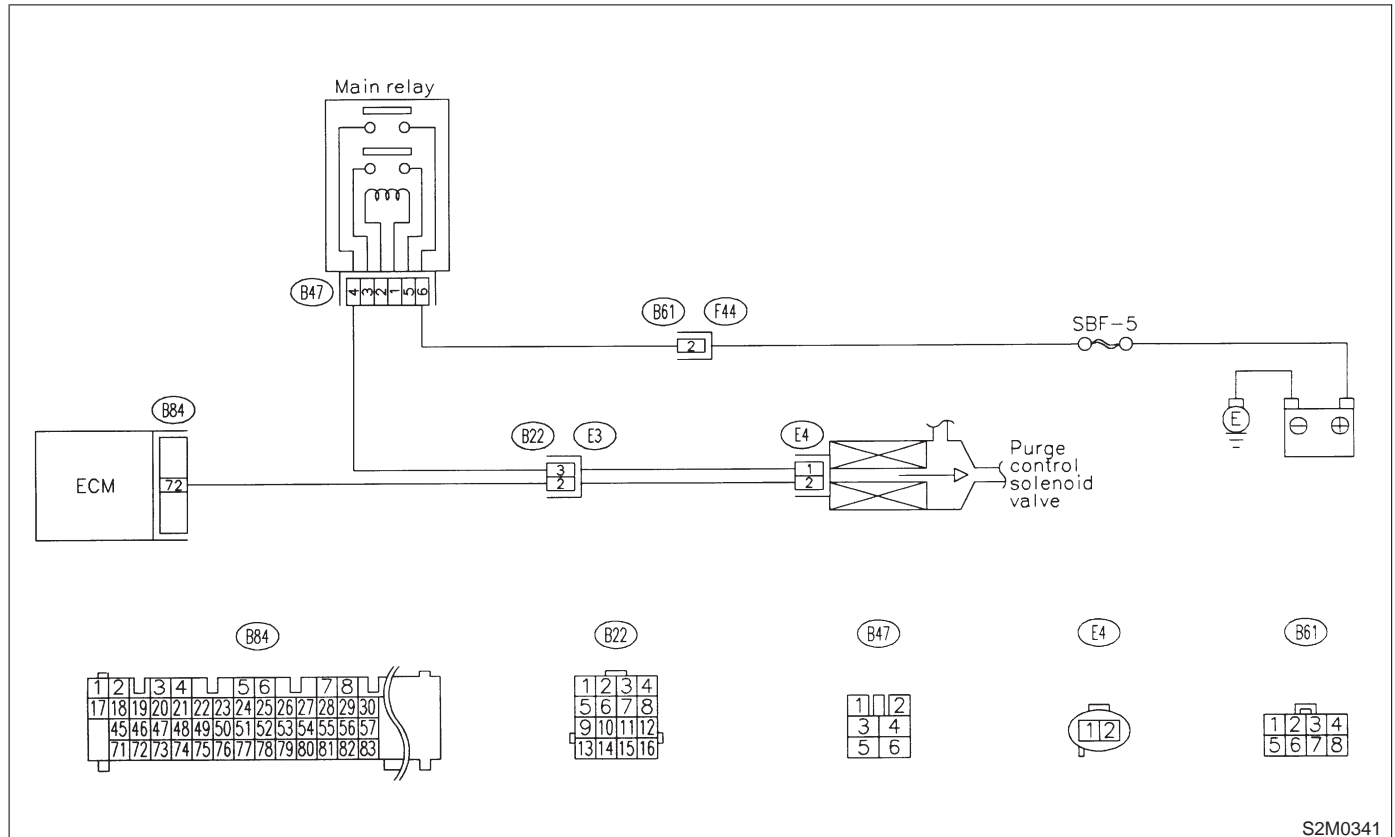 Main relay
B47
4 3 2 1 5 6
B61 F44
2
SBF-5
E
⊖ ⊕
B84
ECM
72
B22 E3
3
2
E4
1
2
Purge
control
solenoid
valve
B84
1 2 3 4 5 6 7 8
17 18 19 20 21 22 23 24 25 26 27 28 29 30
45 46 47 48 49 50 51 52 53 54 55 56 57
71 72 73 74 75 76 77 78 79 80 81 82 83
B22
1 2 3 4
5 6 7 8
9 10 11 12
13 14 15 16
B47
1 2
3 4
5 6
E4
1 2
B61
1 2 3 4
5 6 7 8
S2M0341